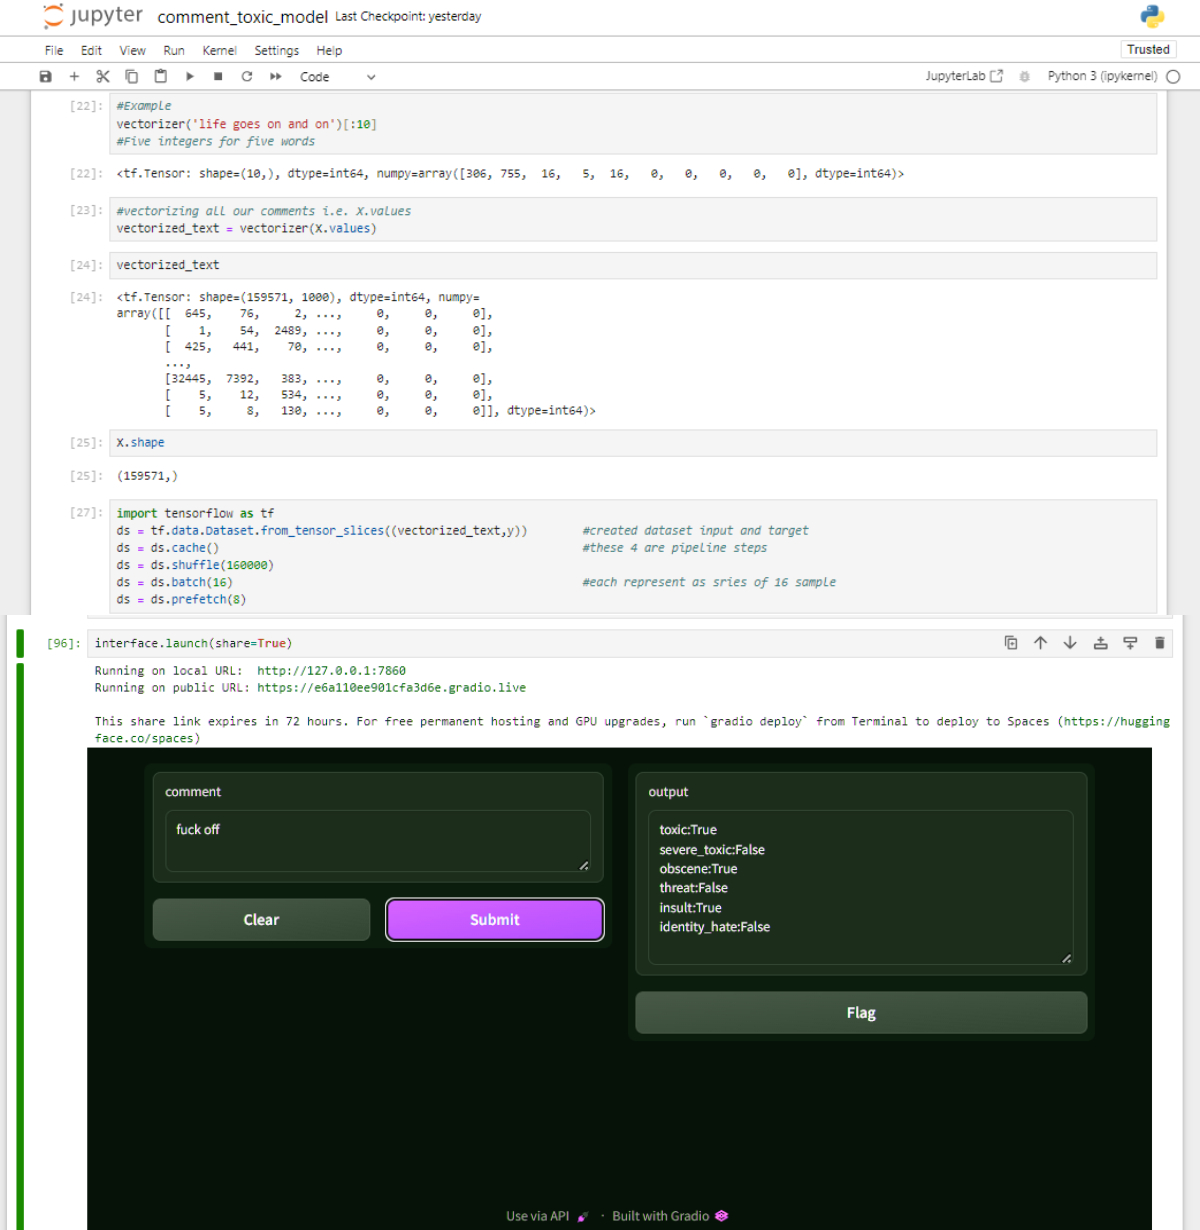 jupyter comment_toxic_model Last Checkpoint: yesterday
File Edit View Run Kernel Settings Help Trusted
Code JupyterLab Python 3 (ipykernel)
[22]: #Example
vectorizer('life goes on and on')[:10]
#Five integers for five words
[22]: <tf.Tensor: shape=(10,), dtype=int64, numpy=array([306, 755, 16, 5, 16, 0, 0, 0, 0, 0], dtype=int64)>
[23]: #vectorizing all our comments i.e. X.values
vectorized_text = vectorizer(X.values)
[24]: vectorized_text
[24]: <tf.Tensor: shape=(159571, 1000), dtype=int64, numpy=
array([[ 645, 76, 2, ..., 0, 0, 0],
[ 1, 54, 2489, ..., 0, 0, 0],
[ 425, 441, 70, ..., 0, 0, 0],
...,
[32445, 7392, 383, ..., 0, 0, 0],
[ 5, 12, 534, ..., 0, 0, 0],
[ 5, 8, 130, ..., 0, 0, 0]], dtype=int64)>
[25]: X.shape
[25]: (159571,)
[27]: import tensorflow as tf
ds = tf.data.Dataset.from_tensor_slices((vectorized_text,y)) #created dataset input and target
ds = ds.cache() #these 4 are pipeline steps
ds = ds.shuffle(160000)
ds = ds.batch(16) #each represent as sries of 16 sample
ds = ds.prefetch(8)
[96]: interface.launch(share=True)
Running on local URL: http://127.0.0.1:7860
Running on public URL: https://e6a110ee901cfa3d6e.gradio.live
This share link expires in 72 hours. For free permanent hosting and GPU upgrades, run `gradio deploy` from Terminal to deploy to Spaces (https://hugging
face.co/spaces)
comment
fuck off
Clear
Submit
output
toxic:True
severe_toxic:False
obscene:True
threat:False
insult:True
identity_hate:False
Flag
Use via API · Built with Gradio